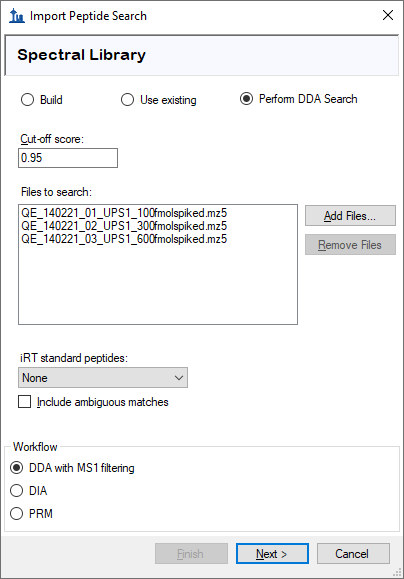 Import Peptide Search
Spectral Library
Build
Use existing
Perform DDA Search
Cut-off score:
0.95
Files to search:
QE_140221_01_UPS1_100fmolspiked.mz5
QE_140221_02_UPS1_300fmolspiked.mz5
QE_140221_03_UPS1_600fmolspiked.mz5
Add Files...
Remove Files
iRT standard peptides:
None
Include ambiguous matches
Workflow
DDA with MS1 filtering
DIA
PRM
Finish
Next >
Cancel